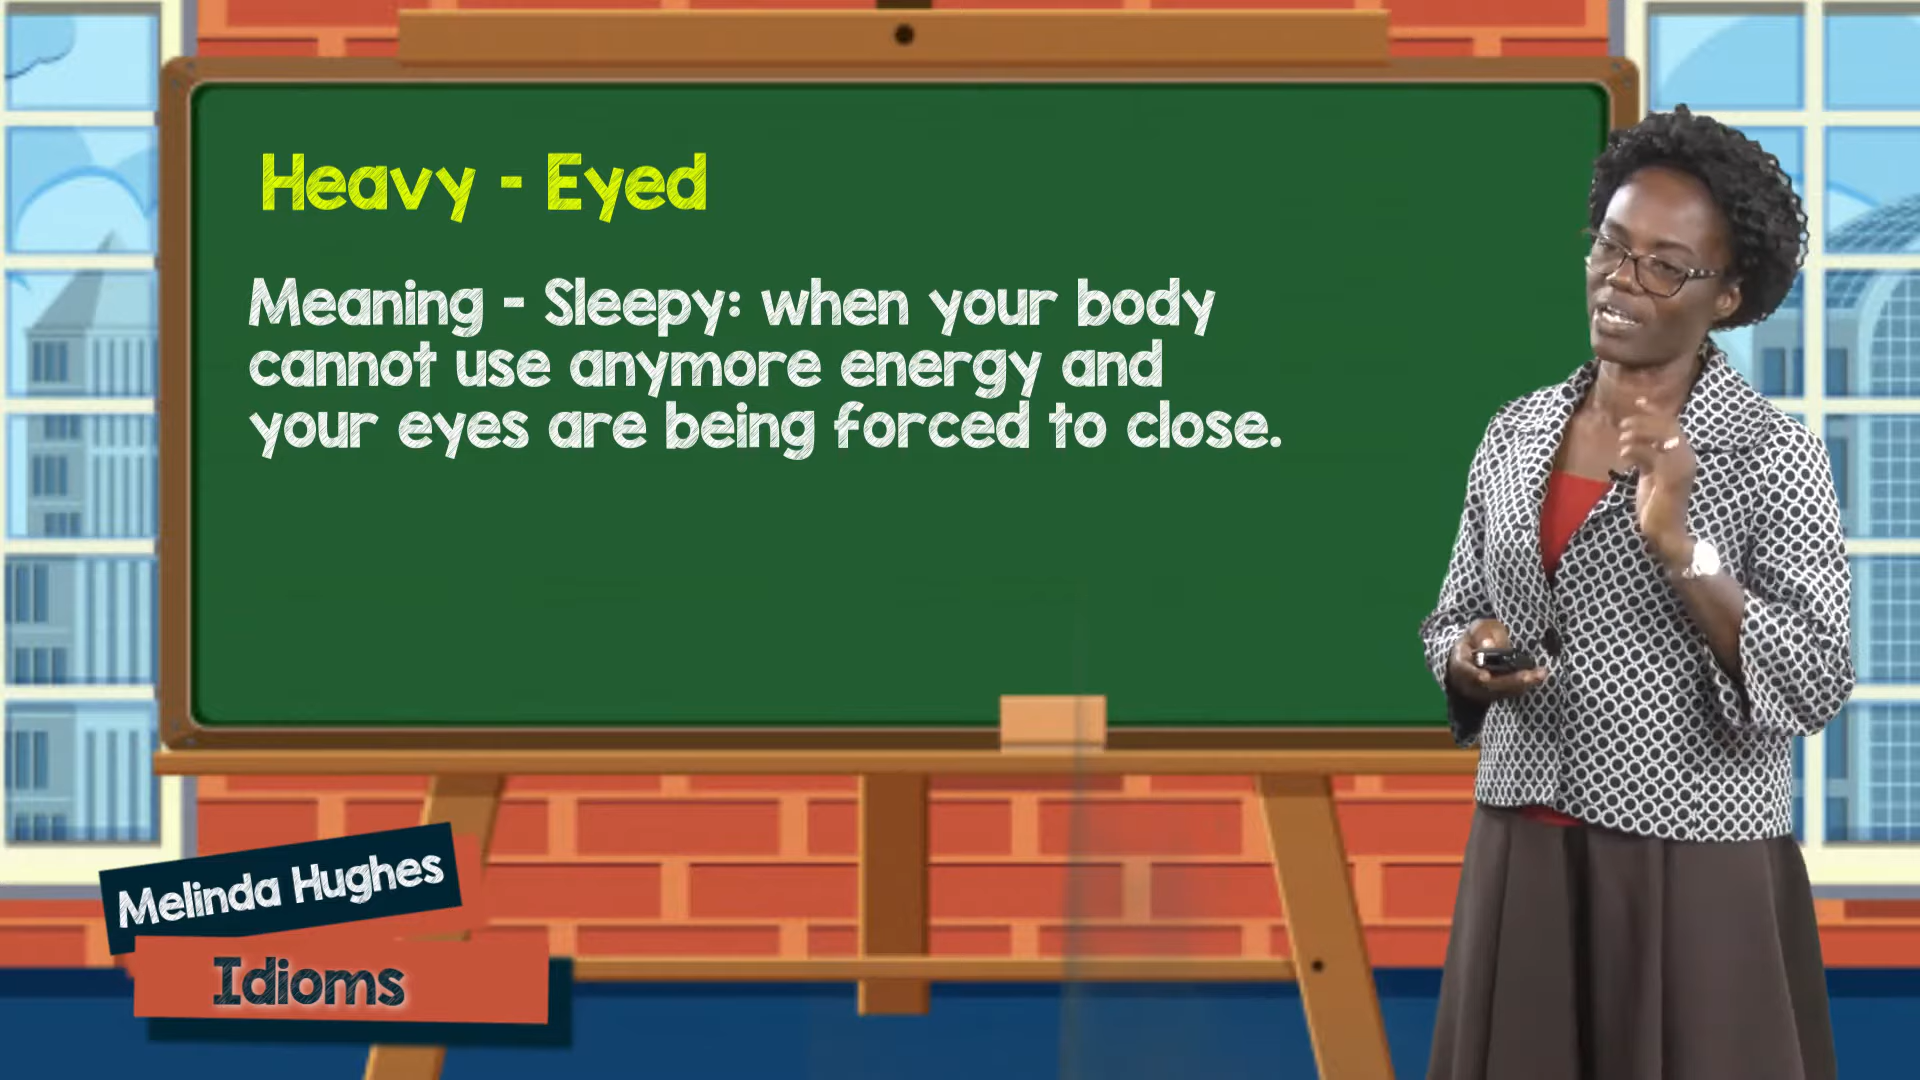 Heavy - Eyed
Meaning - Sleepy: when your body
cannot use anymore energy and
your eyes are being forced to close.
Melinda Hughes
Idioms